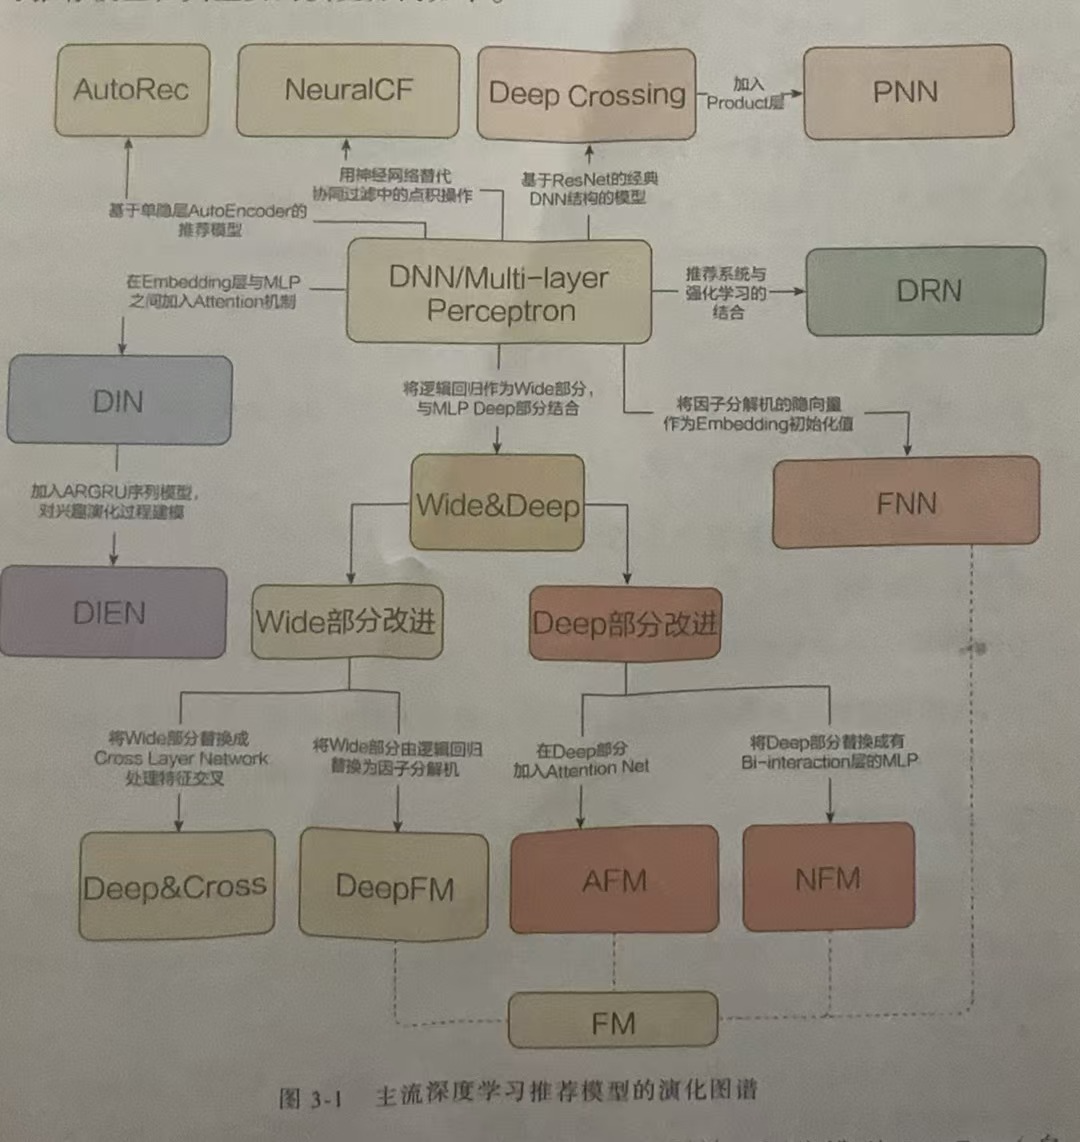 AutoRec
NeuralCF
Deep Crossing
加入
Product层
PNN
用神经网络替代
协同过滤中的点积操作
基于ResNet的经典
DNN结构的模型
基于单隐层AutoEncoder的
推荐模型
在Embedding层与MLP
之间加入Attention机制
DNN/Multi-layer
Perceptron
推荐系统与
强化学习的
结合
DRN
DIN
将逻辑回归作为Wide部分，
与MLP Deep部分结合
将因子分解机的隐向量
作为Embedding初始化值
加入ARGRU序列模型，
对兴趣演化过程建模
Wide&Deep
FNN
DIEN
Wide部分改进
Deep部分改进
将Wide部分替换成
Cross Layer Network
处理特征交叉
将Wide部分由逻辑回归
替换为因子分解机
在Deep部分
加入Attention Net
将Deep部分替换成有
Bi-interaction层的MLP
Deep&Cross
DeepFM
AFM
NFM
FM
图 3-1 主流深度学习推荐模型的演化图谱